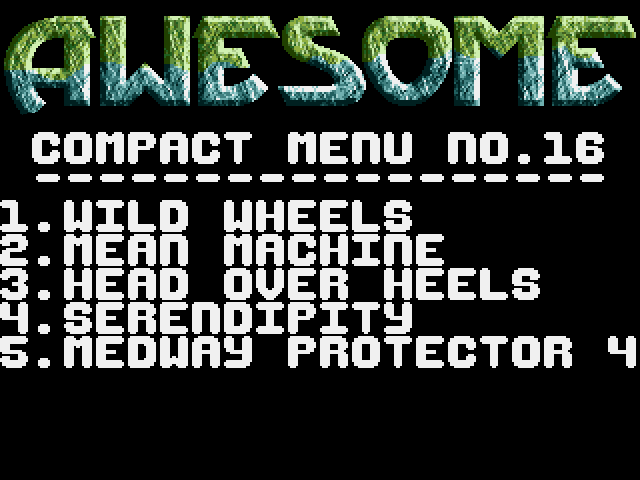 AWESOME
COMPACT MENU NO.16
------------------
1.WILD WHEELS
2.MEAN MACHINE
3.HEAD OVER HEELS
4.SERENDIPITY
5.MEDWAY PROTECTOR 4